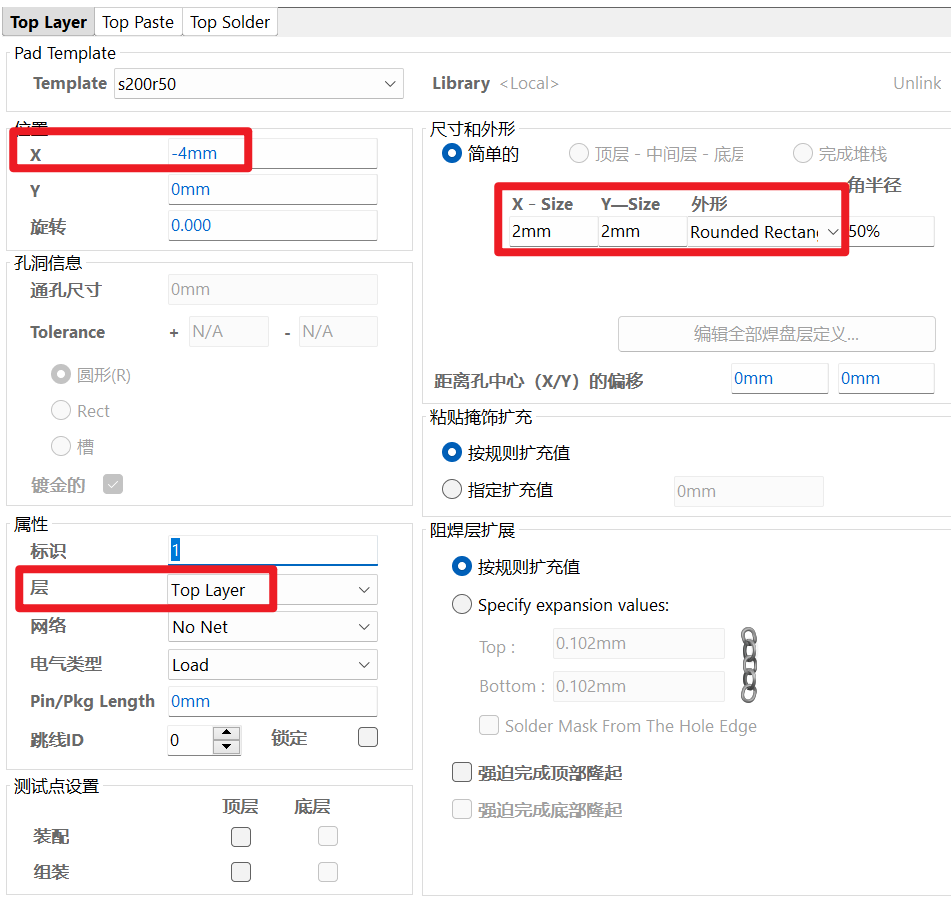 Top Layer Top Paste Top Solder
Pad Template
Template s200r50 Library <Local> Unlink
位置
X -4mm
Y 0mm
旋转 0.000
孔洞信息
通孔尺寸 0mm
Tolerance + N/A - N/A
圆形(R)
Rect
槽
镀金的
属性
标识 1
层 Top Layer
网络 No Net
电气类型 Load
Pin/Pkg Length 0mm
跳线ID 0 锁定
测试点设置
顶层 底层
装配
组装
尺寸和外形
简单的 顶层 - 中间层 - 底层 完成堆栈
X - Size Y—Size 外形 角半径
2mm 2mm Rounded Rectang 50%
编辑全部焊盘层定义...
距离孔中心（X/Y）的偏移 0mm 0mm
粘贴掩饰扩充
按规则扩充值
指定扩充值 0mm
阻焊层扩展
按规则扩充值
Specify expansion values:
Top : 0.102mm
Bottom : 0.102mm
Solder Mask From The Hole Edge
强迫完成顶部隆起
强迫完成底部隆起